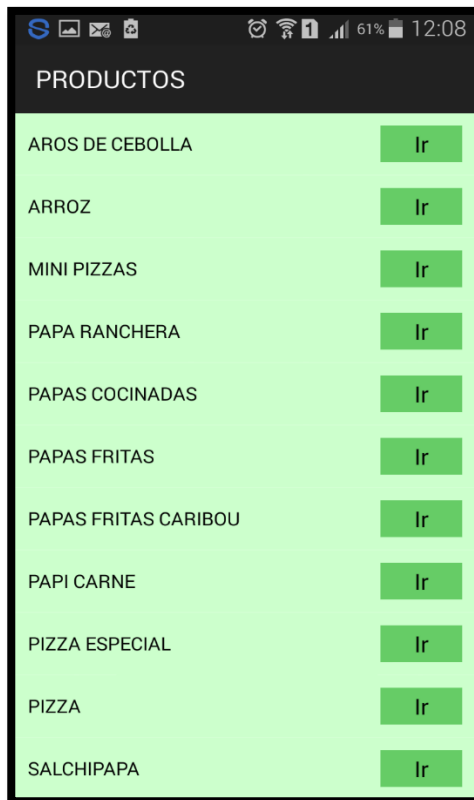 61% 12:08
PRODUCTOS
AROS DE CEBOLLA Ir
ARROZ Ir
MINI PIZZAS Ir
PAPA RANCHERA Ir
PAPAS COCINADAS Ir
PAPAS FRITAS Ir
PAPAS FRITAS CARIBOU Ir
PAPI CARNE Ir
PIZZA ESPECIAL Ir
PIZZA Ir
SALCHIPAPA Ir